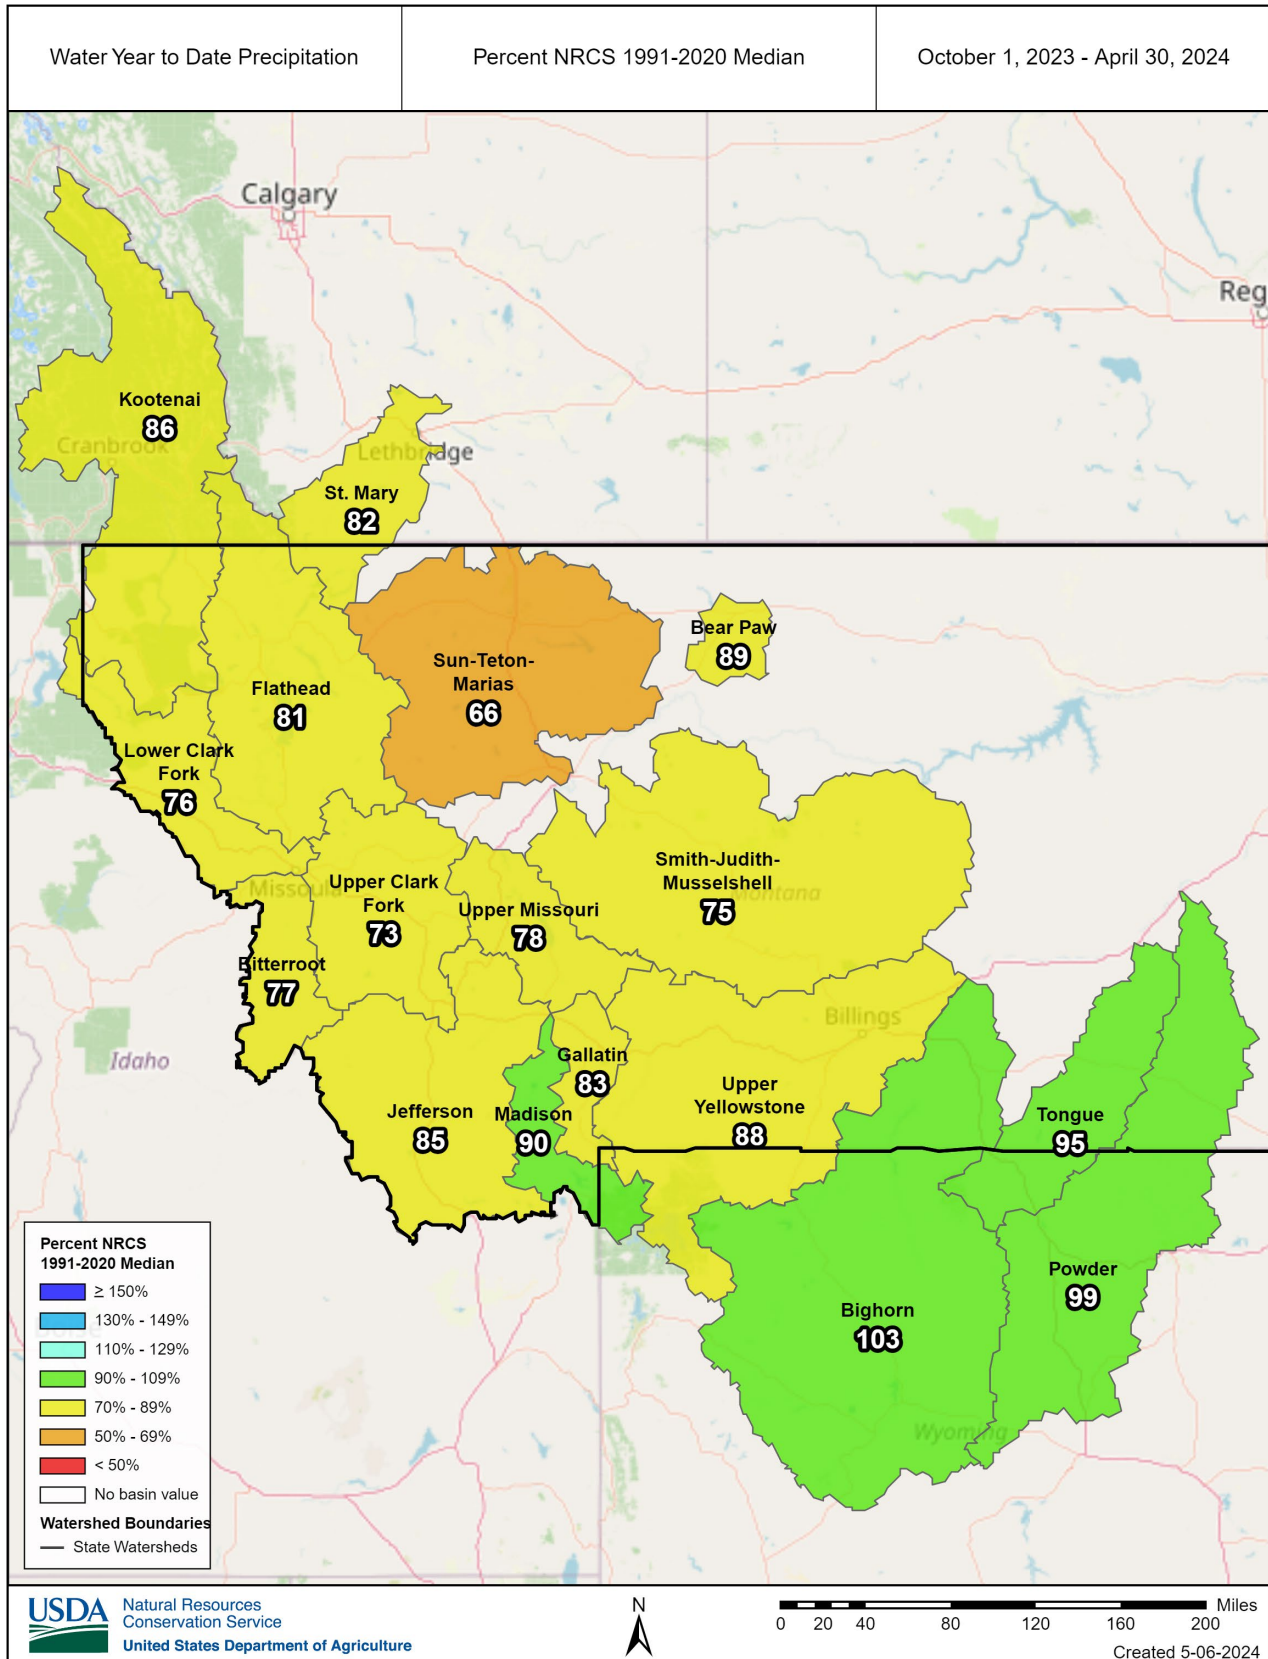 Water Year to Date Precipitation
Percent NRCS 1991-2020 Median
October 1, 2023 - April 30, 2024
Calgary
Reg
Kootenai
86
Cranbrook
Lethbridge
St. Mary
82
Bear Paw
89
Sun-Teton-
Marias
66
Flathead
81
Lower Clark
Fork
76
Smith-Judith-
Musselshell
75
Montana
Missoula
Upper Clark
Fork
73
Upper Missouri
78
Bitterroot
77
Billings
Idaho
Gallatin
83
Upper
Yellowstone
88
Jefferson
85
Madison
90
Tongue
95
Powder
99
Bighorn
103
Wyoming
Percent NRCS
1991-2020 Median
≥ 150%
130% - 149%
110% - 129%
90% - 109%
70% - 89%
50% - 69%
< 50%
No basin value
Watershed Boundaries
State Watersheds
Boise
USDA
Natural Resources
Conservation Service
United States Department of Agriculture
N
Miles
0 20 40 80 120 160 200
Created 5-06-2024